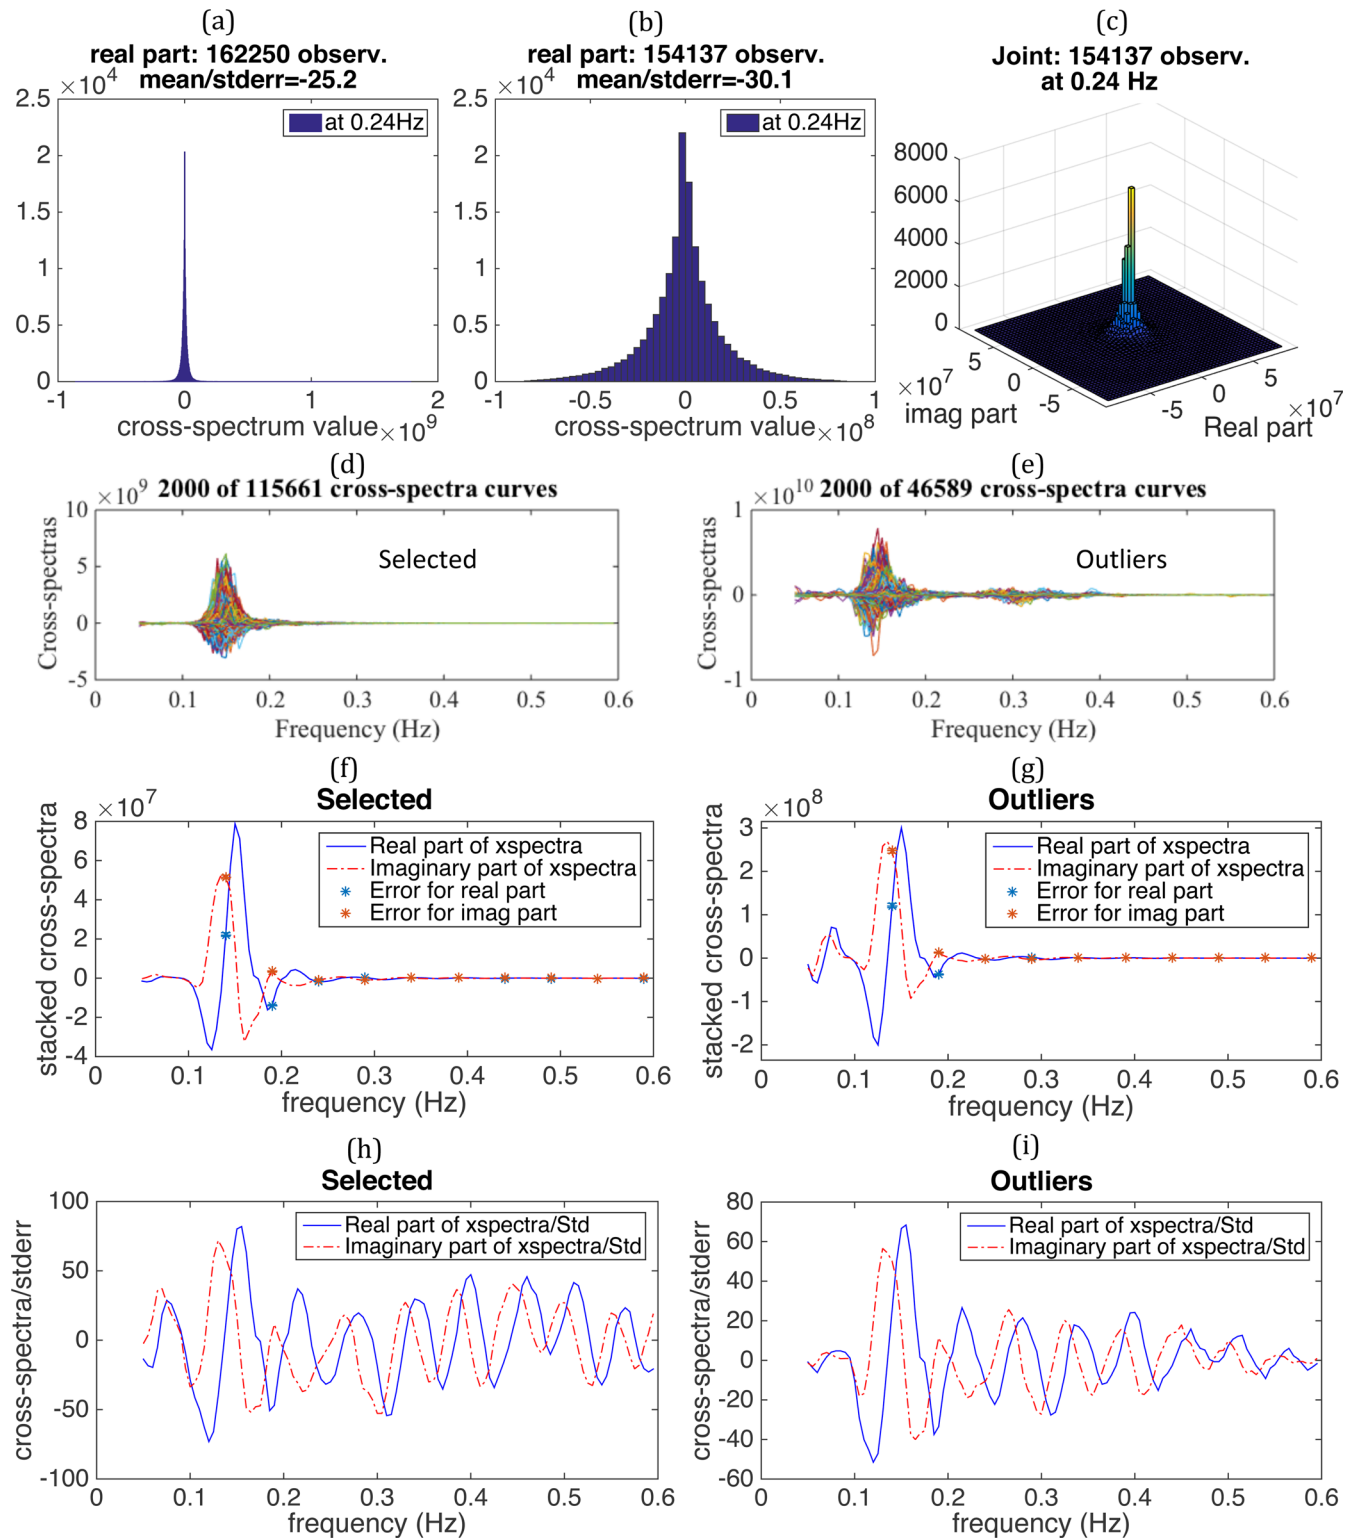 (a)
real part: 162250 observ.
mean/stderr=-25.2
×10^4
2.5
2
1.5
1
0.5
0
-1
0
1
2
at 0.24Hz
cross-spectrum value ×10^9
(b)
real part: 154137 observ.
mean/stderr=-30.1
×10^4
2.5
2
1.5
1
0.5
0
-1
-0.5
0
0.5
1
at 0.24Hz
cross-spectrum value ×10^8
(c)
Joint: 154137 observ.
at 0.24 Hz
8000
6000
4000
2000
0
5
0
-5
×10^7
imag part
-5
0
5
×10^7
Real part
(d)
×10^9 2000 of 115661 cross-spectra curves
10
5
0
-5
Cross-spectras
Selected
0 0.1 0.2 0.3 0.4 0.5 0.6
Frequency (Hz)
(e)
×10^10 2000 of 46589 cross-spectra curves
1
0
-1
Cross-spectras
Outliers
0 0.1 0.2 0.3 0.4 0.5 0.6
Frequency (Hz)
(f)
Selected
×10^7
8
6
4
2
0
-2
-4
stacked cross-spectra
Real part of xspectra
Imaginary part of xspectra
Error for real part
Error for imag part
0 0.1 0.2 0.3 0.4 0.5 0.6
frequency (Hz)
(g)
Outliers
×10^8
3
2
1
0
-1
-2
stacked cross-spectra
Real part of xspectra
Imaginary part of xspectra
Error for real part
Error for imag part
0 0.1 0.2 0.3 0.4 0.5 0.6
frequency (Hz)
(h)
Selected
100
50
0
-50
-100
cross-spectra/stderr
Real part of xspectra/Std
Imaginary part of xspectra/Std
0 0.1 0.2 0.3 0.4 0.5 0.6
frequency (Hz)
(i)
Outliers
80
60
40
20
0
-20
-40
-60
cross-spectra/stderr
Real part of xspectra/Std
Imaginary part of xspectra/Std
0 0.1 0.2 0.3 0.4 0.5 0.6
frequency (Hz)